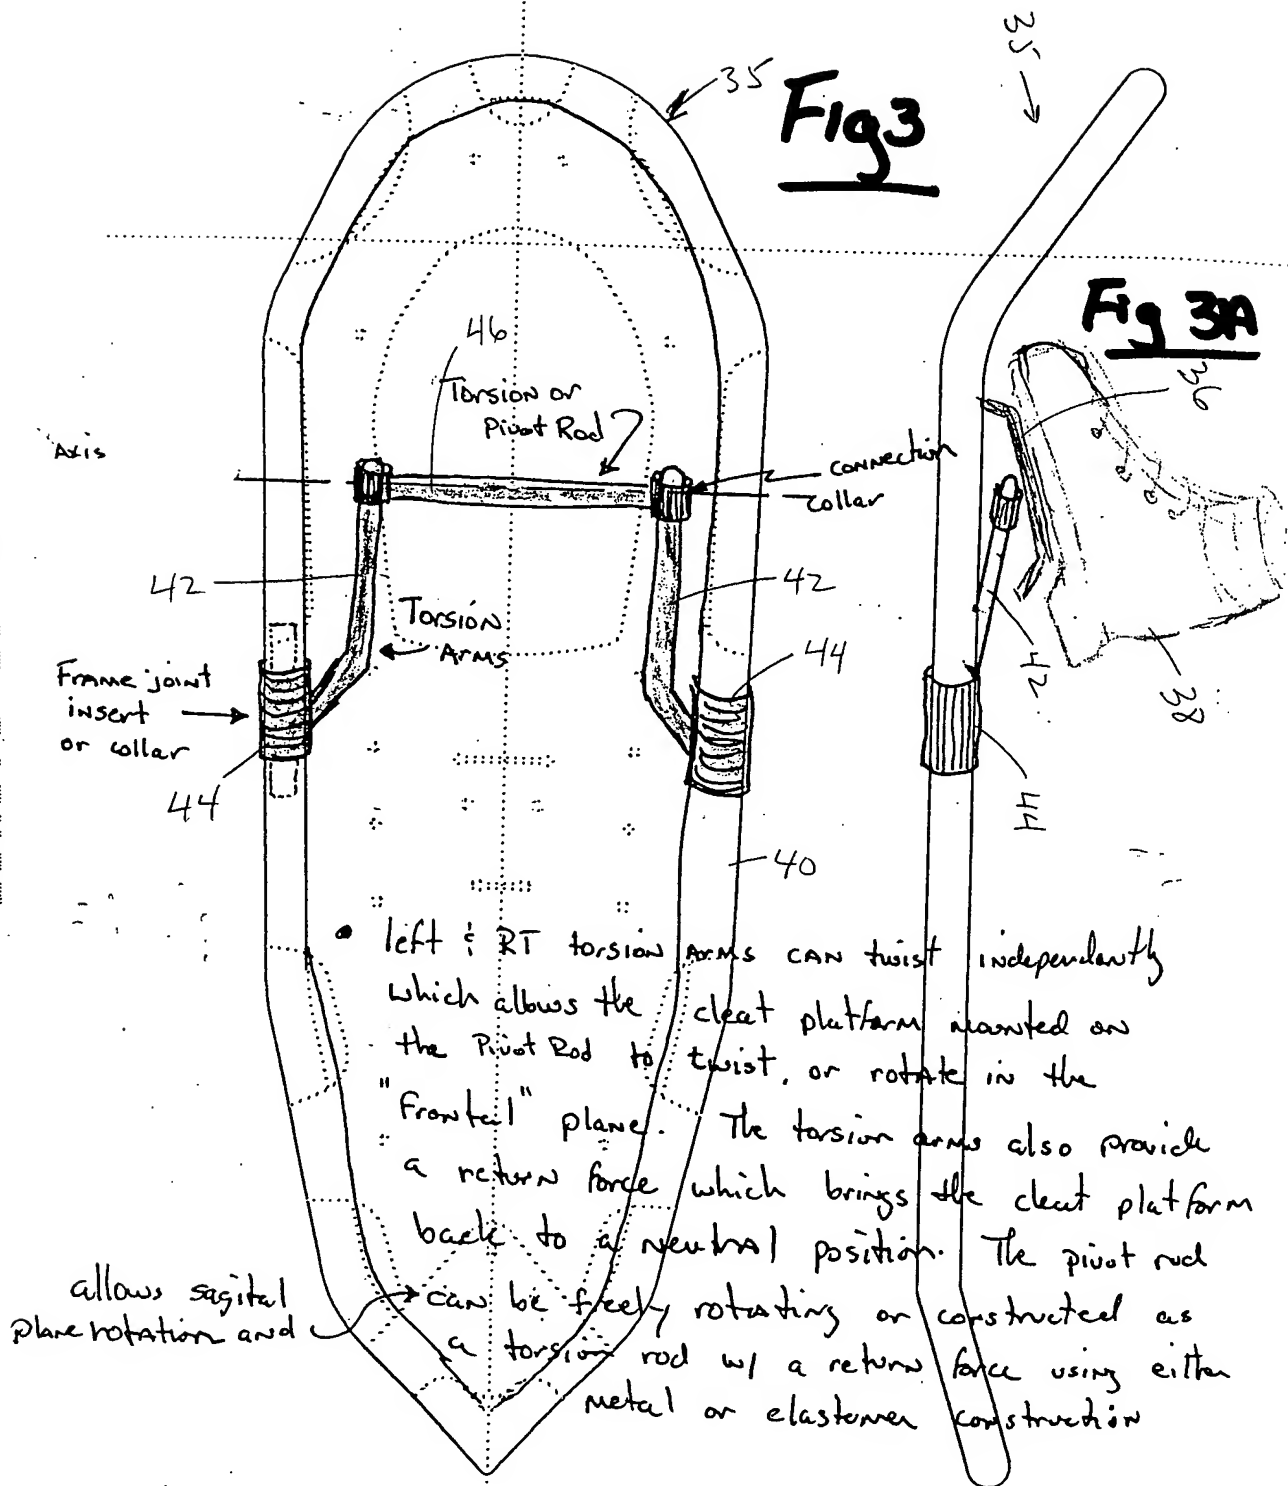 35
Fig3
35
Fig 3A
46
Torsion or
Pivot Rod
36
Axis
connection
collar
42
42
Torsion
Arms
44
42
38
Frame joint
insert
or collar
44
44
40
• left & RT torsion Arms CAN twist independantly
which allows the cleat platform mounted on
the Pivot Rod to twist, or rotate in the
"Frontal" plane. The torsion arms also provide
a return force which brings the cleat platform
back to a neutral position. The pivot rod
allows sagital
plane rotation and
can be freely rotating or constructed as
a torsion rod w/ a return force using either
metal or elastomer construction